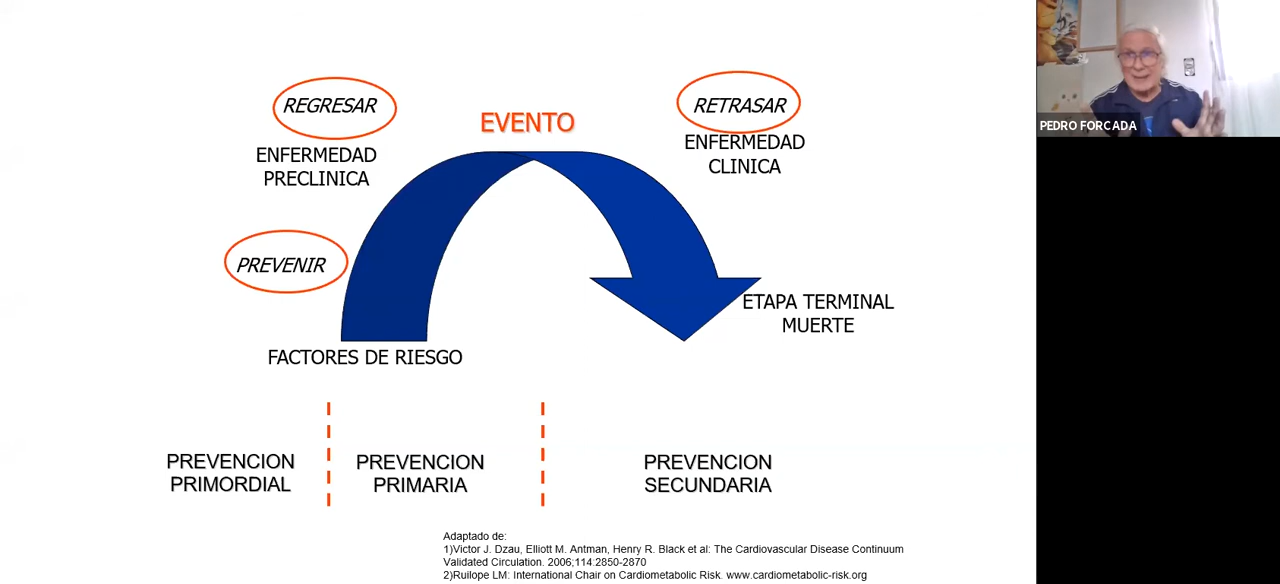 REGRESAR
ENFERMEDAD
PRECLINICA
EVENTO
RETRASAR
ENFERMEDAD
CLINICA
PREVENIR
ETAPA TERMINAL
MUERTE
FACTORES DE RIESGO
PREVENCION
PRIMORDIAL
PREVENCION
PRIMARIA
PREVENCION
SECUNDARIA
Adaptado de:
1)Victor J. Dzau, Elliott M. Antman, Henry R. Black et al: The Cardiovascular Disease Continuum
Validated Circulation. 2006;114:2850-2870
2)Ruilope LM: International Chair on Cardiometabolic Risk. www.cardiometabolic-risk.org
PEDRO FORCADA